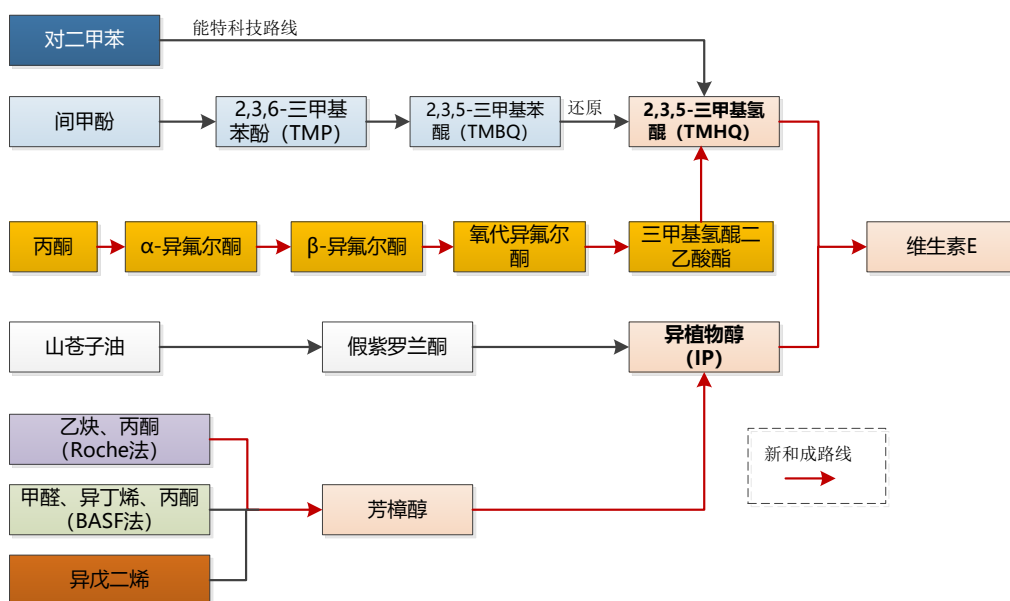 对二甲苯
能特科技路线
间甲酚
2,3,6-三甲基
苯酚（TMP）
2,3,5-三甲基苯
醌（TMBQ）
还原
2,3,5-三甲基氢
醌（TMHQ）
丙酮
α-异氟尔酮
β-异氟尔酮
氧代异氟尔
酮
三甲基氢醌二
乙酸酯
维生素E
山苍子油
假紫罗兰酮
异植物醇
（IP）
乙炔、丙酮
（Roche法）
甲醛、异丁烯、丙酮
（BASF法）
芳樟醇
异戊二烯
新和成路线